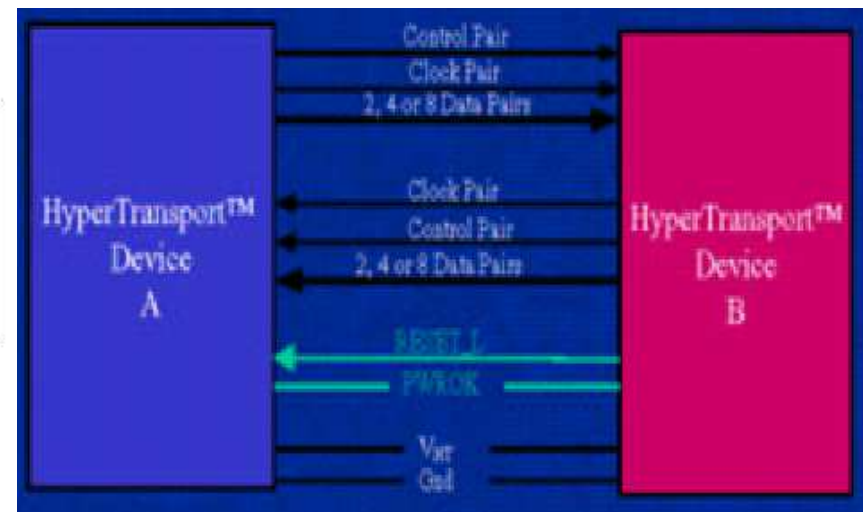 Control Pair
Clock Pair
2, 4 or 8 Data Pairs
HyperTransport™
Device
A
Clock Pair
Control Pair
2, 4 or 8 Data Pairs
HyperTransport™
Device
B
RESET_L
PWROK
VHT
Gnd